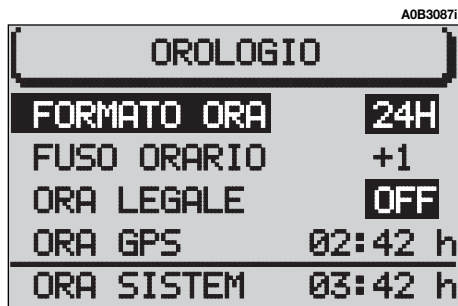 A0B3087i
OROLOGIO
FORMATO ORA 24H
FUSO ORARIO +1
ORA LEGALE OFF
ORA GPS 02:42 h
ORA SISTEM 03:42 h